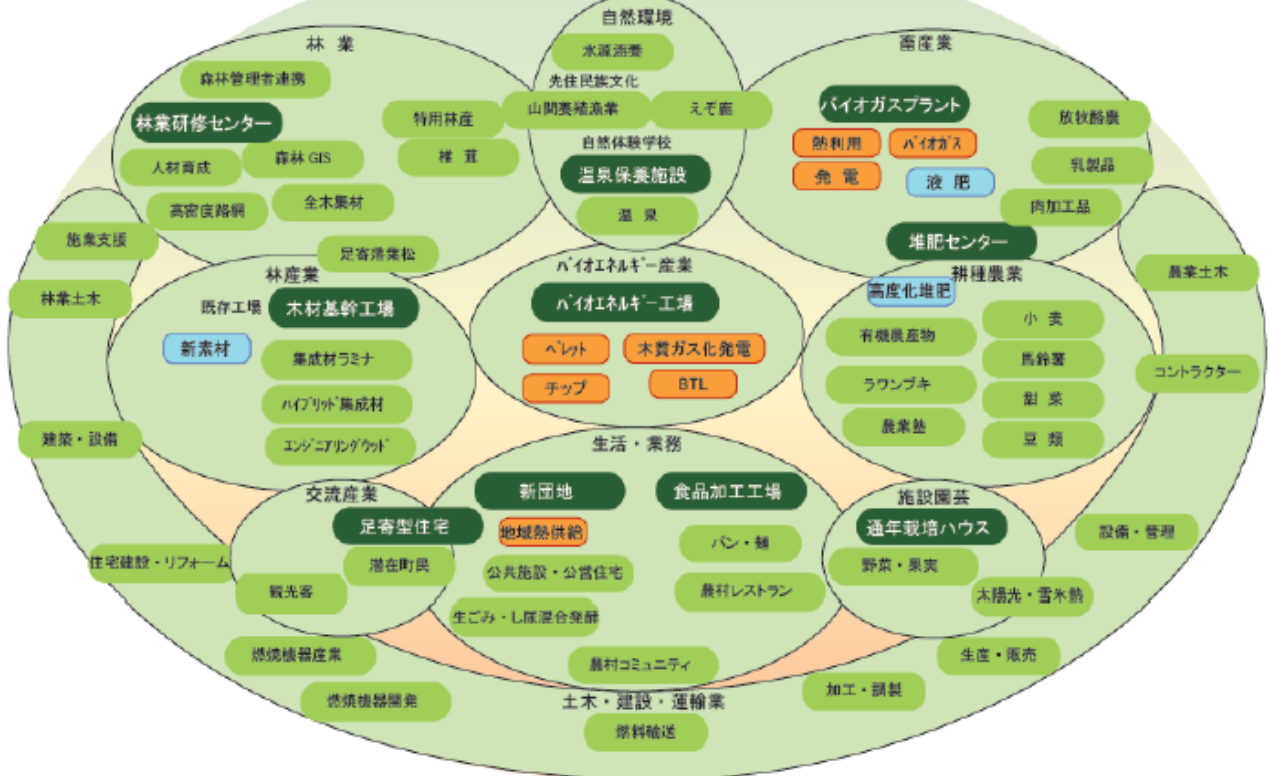 自然環境
水源涵養
先住民族文化
山間養殖漁業
えぞ鹿
自然体験学校
温泉保養施設
温 泉
林 業
森林管理者連携
林業研修センター
特用林産
人材育成
森林 GIS
椎 茸
高密度路網
全木集材
足寄湾業松
畜産業
バイオガスプラント
熱利用
バイオガス
発 電
液 肥
放牧酪農
乳製品
肉加工品
堆肥センター
施業支援
林業土木
建築・設備
林産業
既存工場
木材基幹工場
新素材
集成材ラミナ
ハイブリッド集成材
エンジニアリングウッド
バイオエネルギー産業
バイオエネルギー工場
ペレット
木質ガス化発電
チップ
BTL
耕種農業
高度化堆肥
有機農産物
小 麦
ラワンブキ
馬鈴薯
農業塾
甜 菜
豆 類
農業土木
コントラクター
設備・管理
生活・業務
新団地
食品加工工場
地域熱供給
パン・麺
公共施設・公営住宅
農村レストラン
生ごみ・し尿混合発酵
農村コミュニティ
交流産業
足寄型住宅
潜在町民
観光客
住宅建設・リフォーム
施設園芸
通年栽培ハウス
野菜・果実
太陽光・雪氷熱
燃焼機器産業
燃焼機器開発
土木・建設・運輸業
燃料輸送
加工・調製
生産・販売